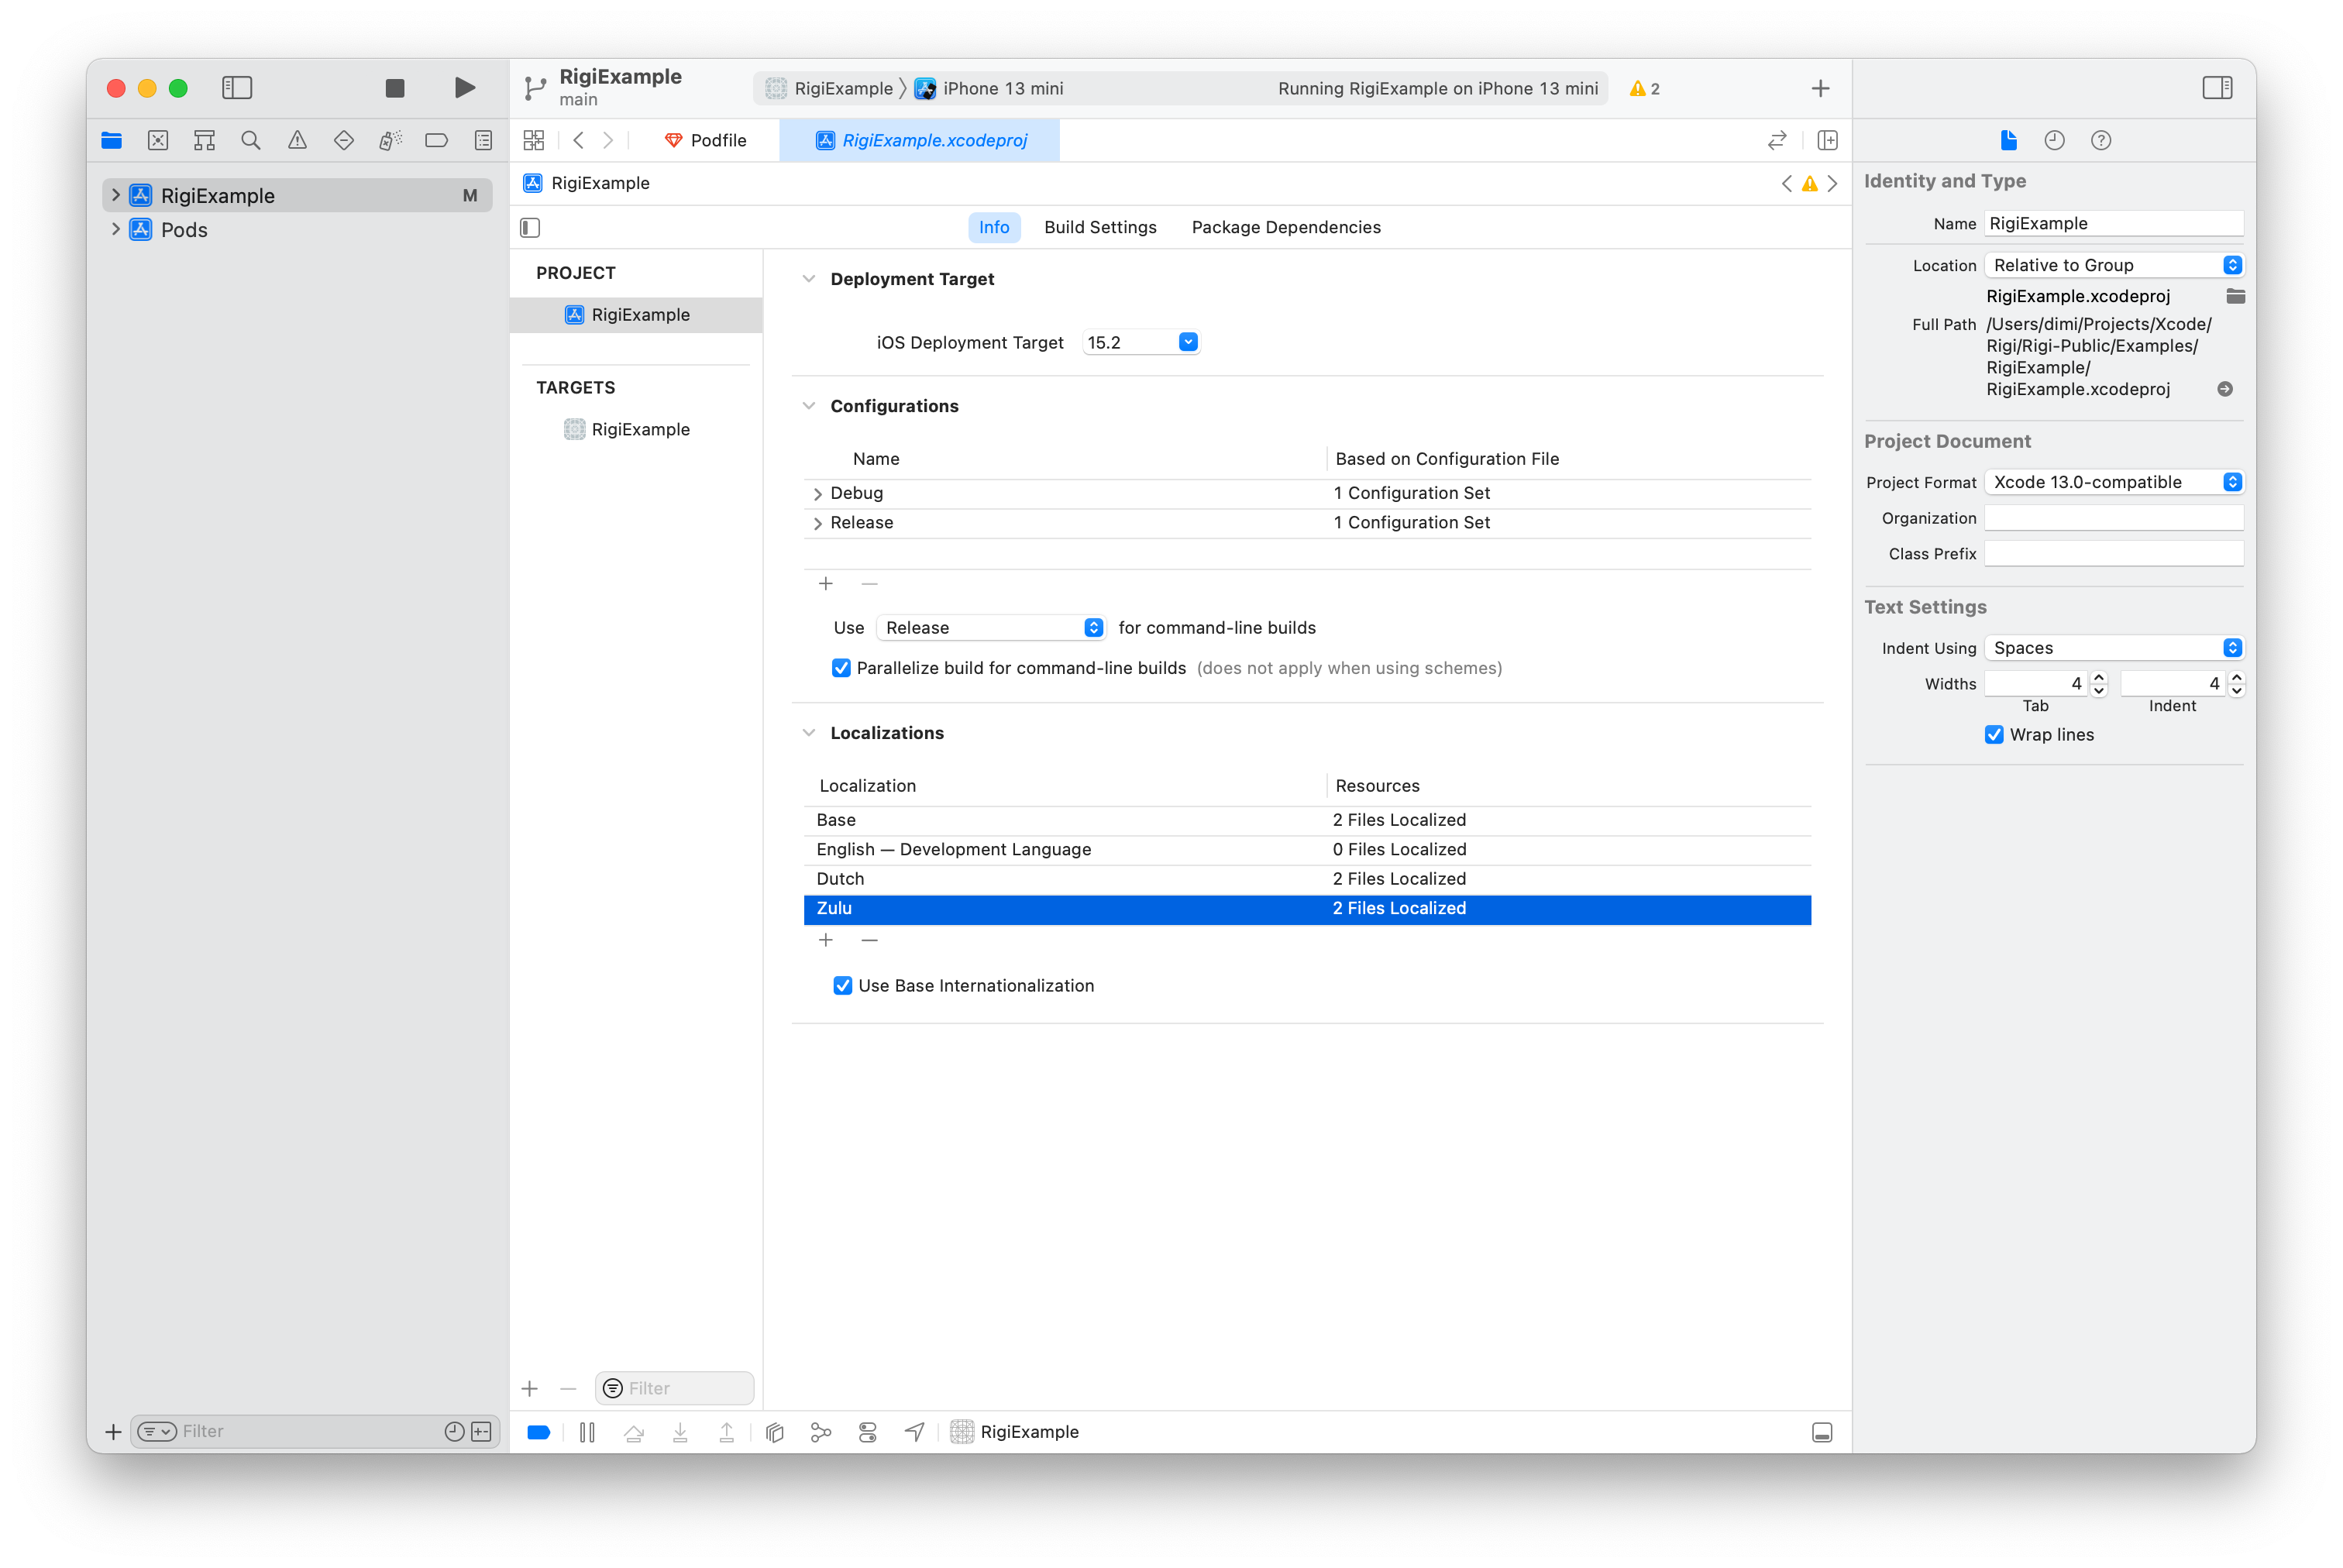 RigiExample
main
RigiExample
iPhone 13 mini
Running RigiExample on iPhone 13 mini
2
Podfile
RigiExample.xcodeproj
RigiExample M
Pods
RigiExample
Info
Build Settings
Package Dependencies
PROJECT
RigiExample
TARGETS
RigiExample
Deployment Target
iOS Deployment Target 15.2
Configurations
Name Based on Configuration File
Debug 1 Configuration Set
Release 1 Configuration Set
Use Release for command-line builds
Parallelize build for command-line builds (does not apply when using schemes)
Localizations
Localization Resources
Base 2 Files Localized
English — Development Language 0 Files Localized
Dutch 2 Files Localized
Zulu 2 Files Localized
Use Base Internationalization
Filter
Filter
RigiExample
Identity and Type
Name RigiExample
Location Relative to Group
RigiExample.xcodeproj
Full Path /Users/dimi/Projects/Xcode/
Rigi/Rigi-Public/Examples/
RigiExample/
RigiExample.xcodeproj
Project Document
Project Format Xcode 13.0-compatible
Organization
Class Prefix
Text Settings
Indent Using Spaces
Widths 4 4
Tab Indent
Wrap lines